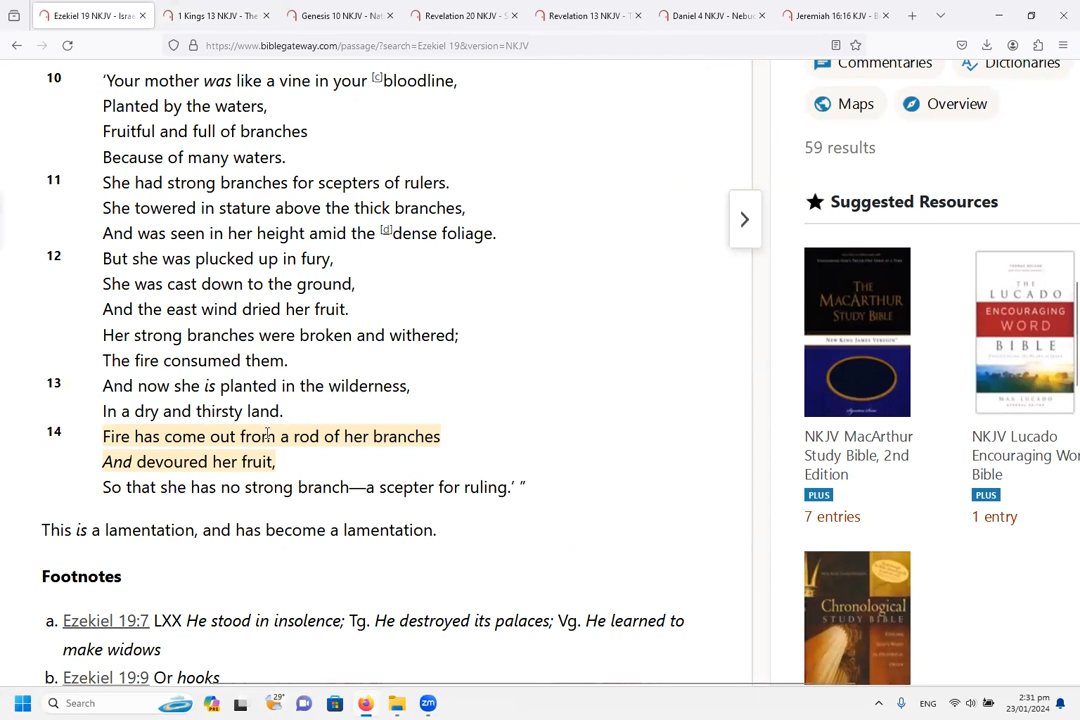 Ezekiel 19 NKJV - Israe
1 Kings 13 NKJV - The
Genesis 10 NKJV - Nat
Revelation 20 NKJV - S
Revelation 13 NKJV - T
Daniel 4 NKJV - Nebuc
Jeremiah 16:16 KJV - B
https://www.biblegateway.com/passage/?search=Ezekiel 19&version=NKJV
10 ‘Your mother was like a vine in your [c]bloodline,
Planted by the waters,
Fruitful and full of branches
Because of many waters.
11 She had strong branches for scepters of rulers.
She towered in stature above the thick branches,
And was seen in her height amid the [d]dense foliage.
12 But she was plucked up in fury,
She was cast down to the ground,
And the east wind dried her fruit.
Her strong branches were broken and withered;
The fire consumed them.
13 And now she is planted in the wilderness,
In a dry and thirsty land.
14 Fire has come out from a rod of her branches
And devoured her fruit,
So that she has no strong branch—a scepter for ruling.’ ”
This is a lamentation, and has become a lamentation.
Footnotes
a. Ezekiel 19:7 LXX He stood in insolence; Tg. He destroyed its palaces; Vg. He learned to
make widows
b. Ezekiel 19:9 Or hooks
Commentaries
Dictionaries
Maps
Overview
59 results
Suggested Resources
THE
MACARTHUR
STUDY BIBLE
NEW KING JAMES VERSION
NKJV MacArthur
Study Bible, 2nd
Edition
PLUS
7 entries
THE
LUCADO
ENCOURAGING
WORD
BIBLE
MAX LUCADO
GENERAL EDITOR
NKJV Lucado
Encouraging Wor
Bible
PLUS
1 entry
Chronological
STUDY BIBLE
Search
29°
ENG
2:31 pm
23/01/2024